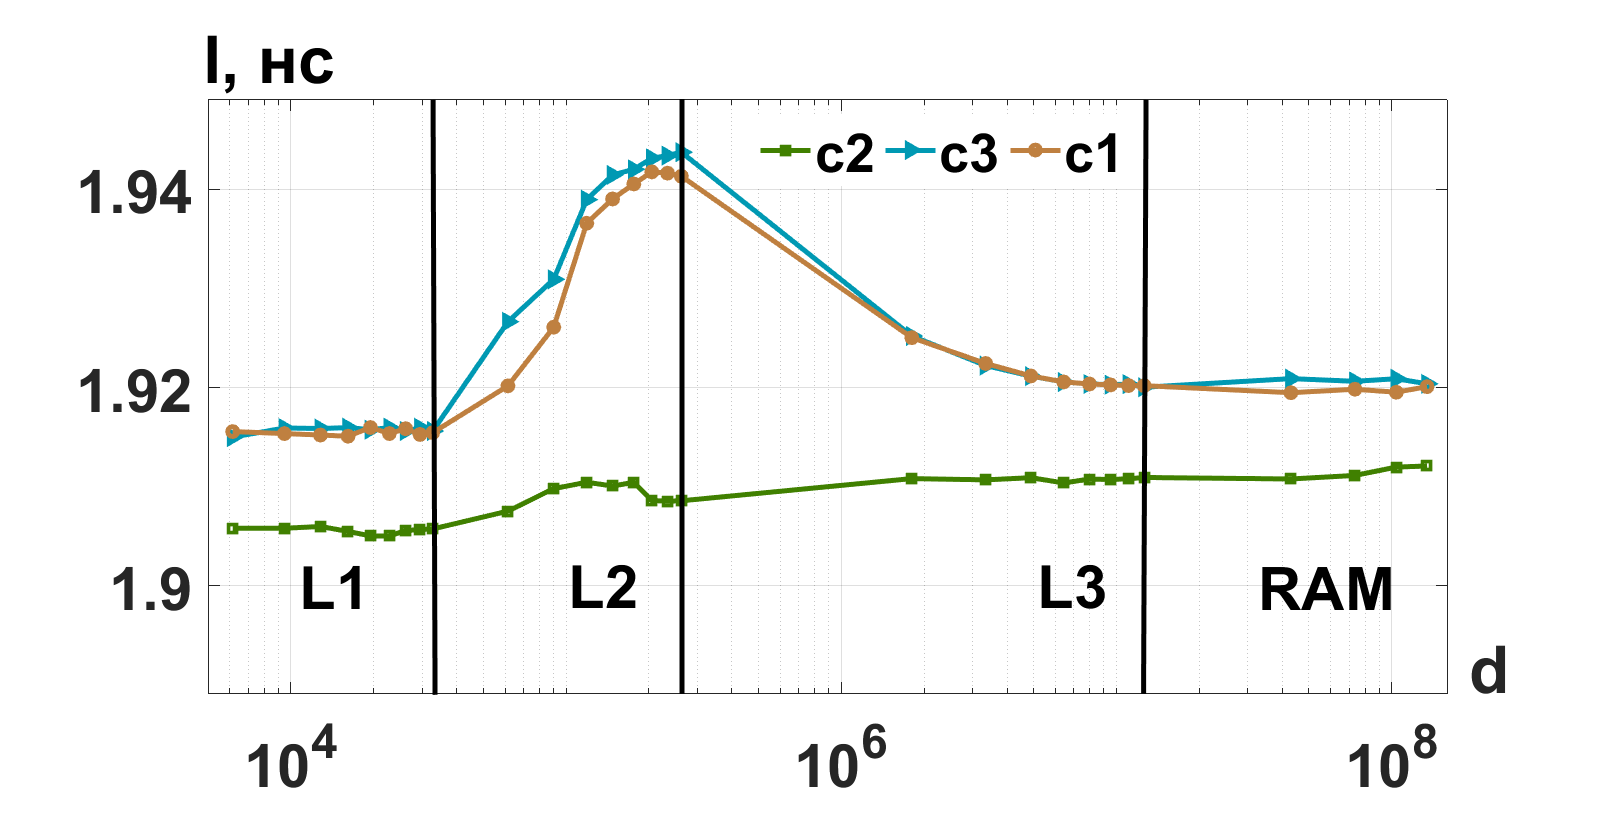 l, нс
c2 c3 c1
1.94
1.92
1.9
L1 L2 L3 RAM
d
10^4 10^6 10^8